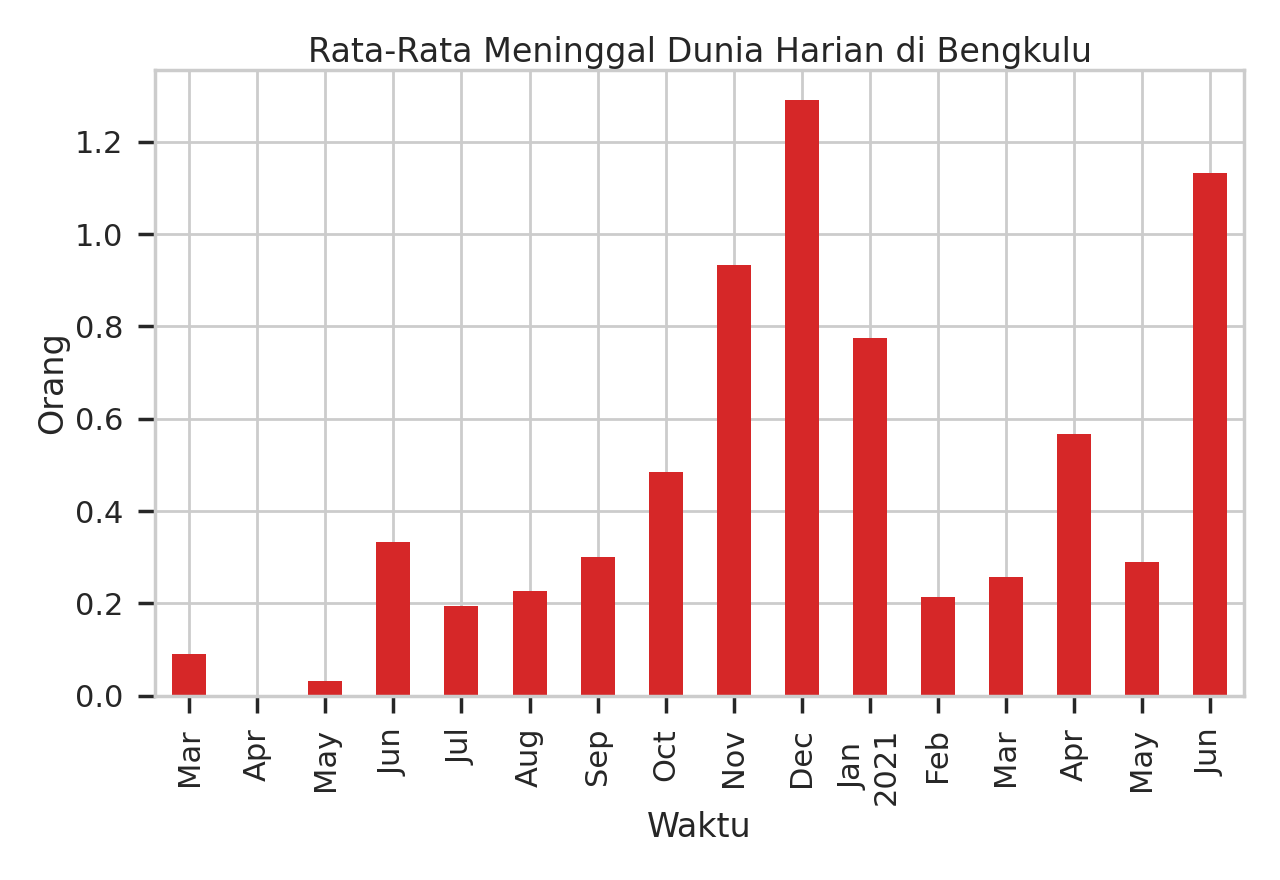 Rata-Rata Meninggal Dunia Harian di Bengkulu
Orang
1.2
1.0
0.8
0.6
0.4
0.2
0.0
Mar
Apr
May
Jun
Jul
Aug
Sep
Oct
Nov
Dec
Jan
2021
Feb
Mar
Apr
May
Jun
Waktu